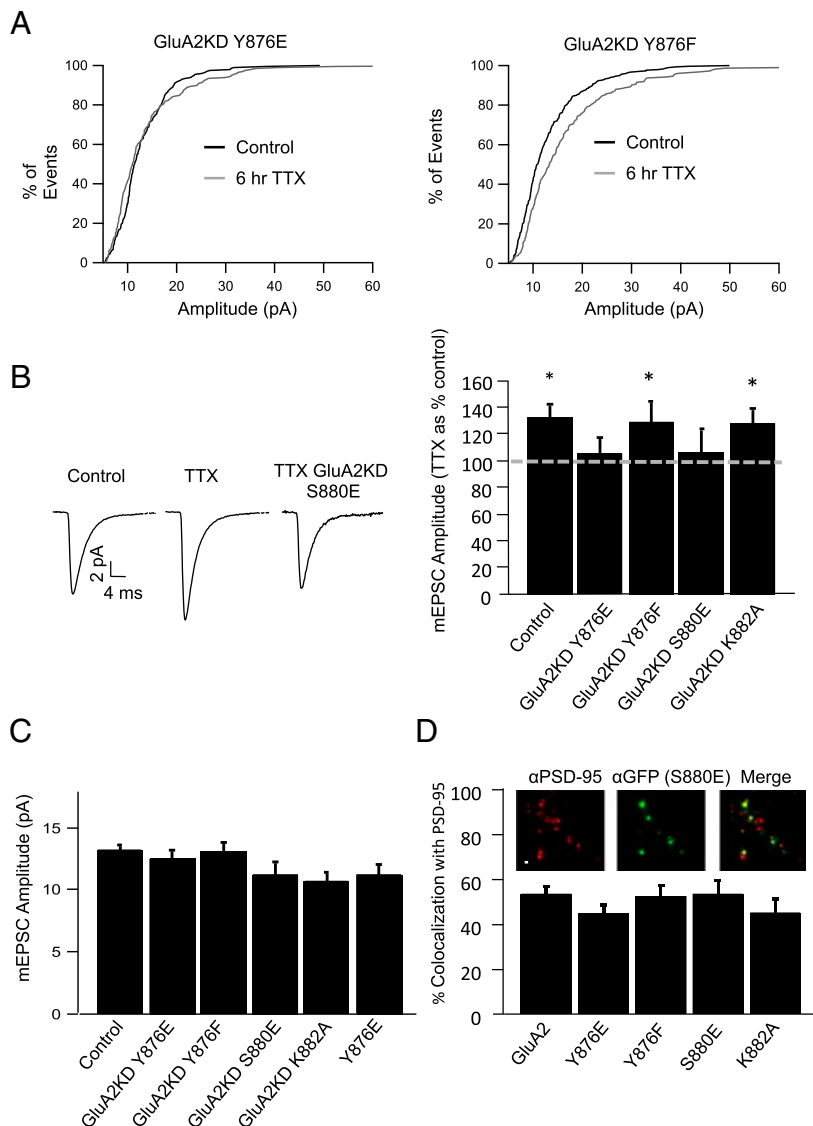 A
GluA2KD Y876E
100
80
60
40
20
0
% of
Events
Control
6 hr TTX
10 20 30 40 50 60
Amplitude (pA)
GluA2KD Y876F
100
80
60
40
20
0
% of Events
Control
6 hr TTX
10 20 30 40 50 60
Amplitude (pA)
B
Control
TTX
TTX GluA2KD
S880E
2 pA
4 ms
mEPSC Amplitude (TTX as % control)
160
140
120
100
80
60
40
20
0
* * *
Control
GluA2KD Y876E
GluA2KD Y876F
GluA2KD S880E
GluA2KD K882A
C
mEPSC Amplitude (pA)
15
10
5
0
Control
GluA2KD Y876E
GluA2KD Y876F
GluA2KD S880E
GluA2KD K882A
Y876E
D
% Colocalization with PSD-95
100
80
60
40
20
0
αPSD-95 αGFP (S880E) Merge
GluA2
Y876E
Y876F
S880E
K882A